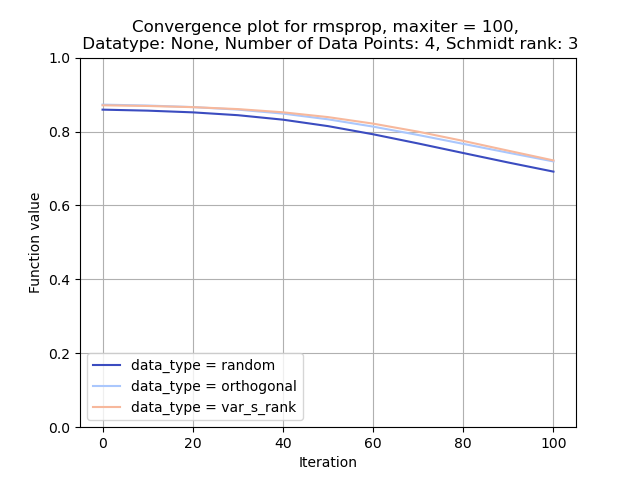 Convergence plot for rmsprop, maxiter = 100,
Datatype: None, Number of Data Points: 4, Schmidt rank: 3
1.0
0.8
0.6
0.4
0.2
0.0
Function value
data_type = random
data_type = orthogonal
data_type = var_s_rank
0 20 40 60 80 100
Iteration